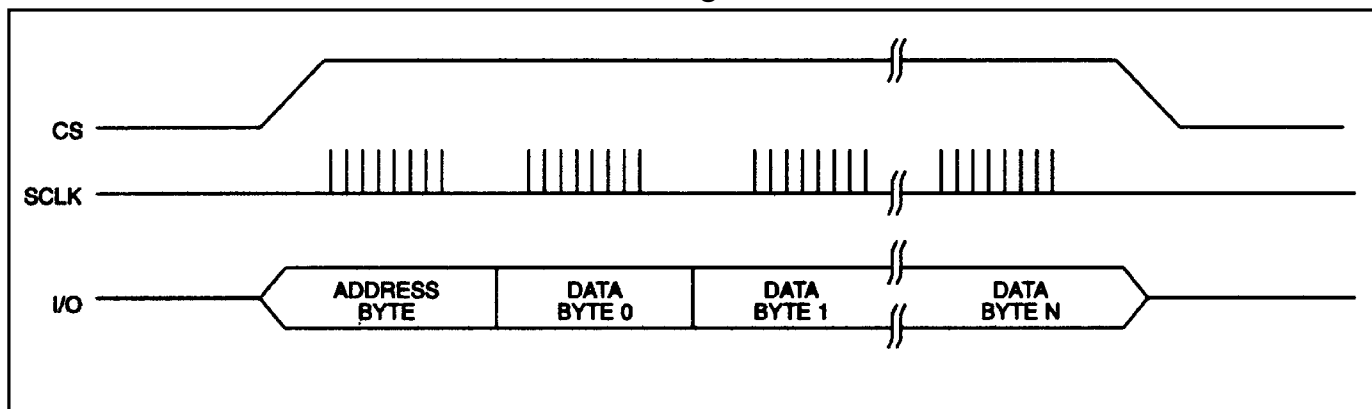 CS
SCLK
I/O
ADDRESS
BYTE
DATA
BYTE 0
DATA
BYTE 1
DATA
BYTE N